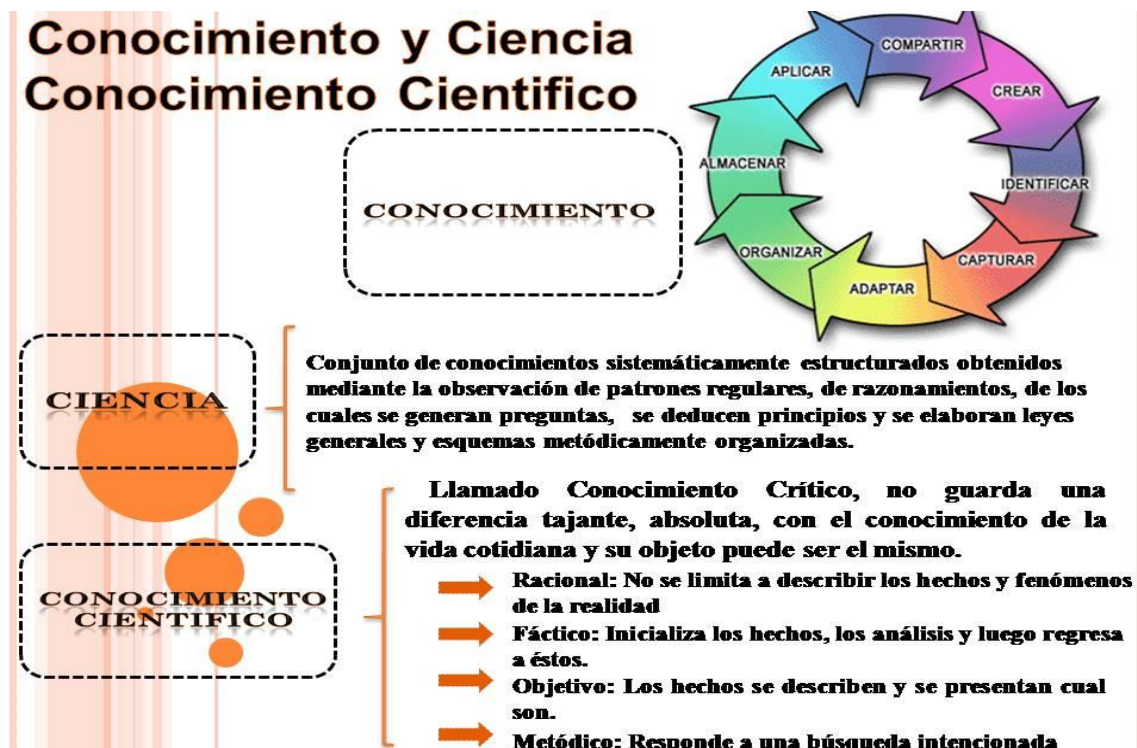 Conocimiento y Ciencia
Conocimiento Cientifico
COMPARTIR
CREAR
IDENTIFICAR
CAPTURAR
ADAPTAR
ORGANIZAR
ALMACENAR
APLICAR
CONOCIMIENTO
CIENCIA
Conjunto de conocimientos sistemáticamente estructurados obtenidos
mediante la observación de patrones regulares, de razonamientos, de los
cuales se generan preguntas, se deducen principios y se elaboran leyes
generales y esquemas metódicamente organizadas.
CONOCIMIENTO
CIENTIFICO
Llamado Conocimiento Crítico, no guarda una
diferencia tajante, absoluta, con el conocimiento de la
vida cotidiana y su objeto puede ser el mismo.
Racional: No se limita a describir los hechos y fenómenos
de la realidad
Fáctico: Inicializa los hechos, los análisis y luego regresa
a éstos.
Objetivo: Los hechos se describen y se presentan cual
son.
Metódico: Responde a una búsqueda intencionada